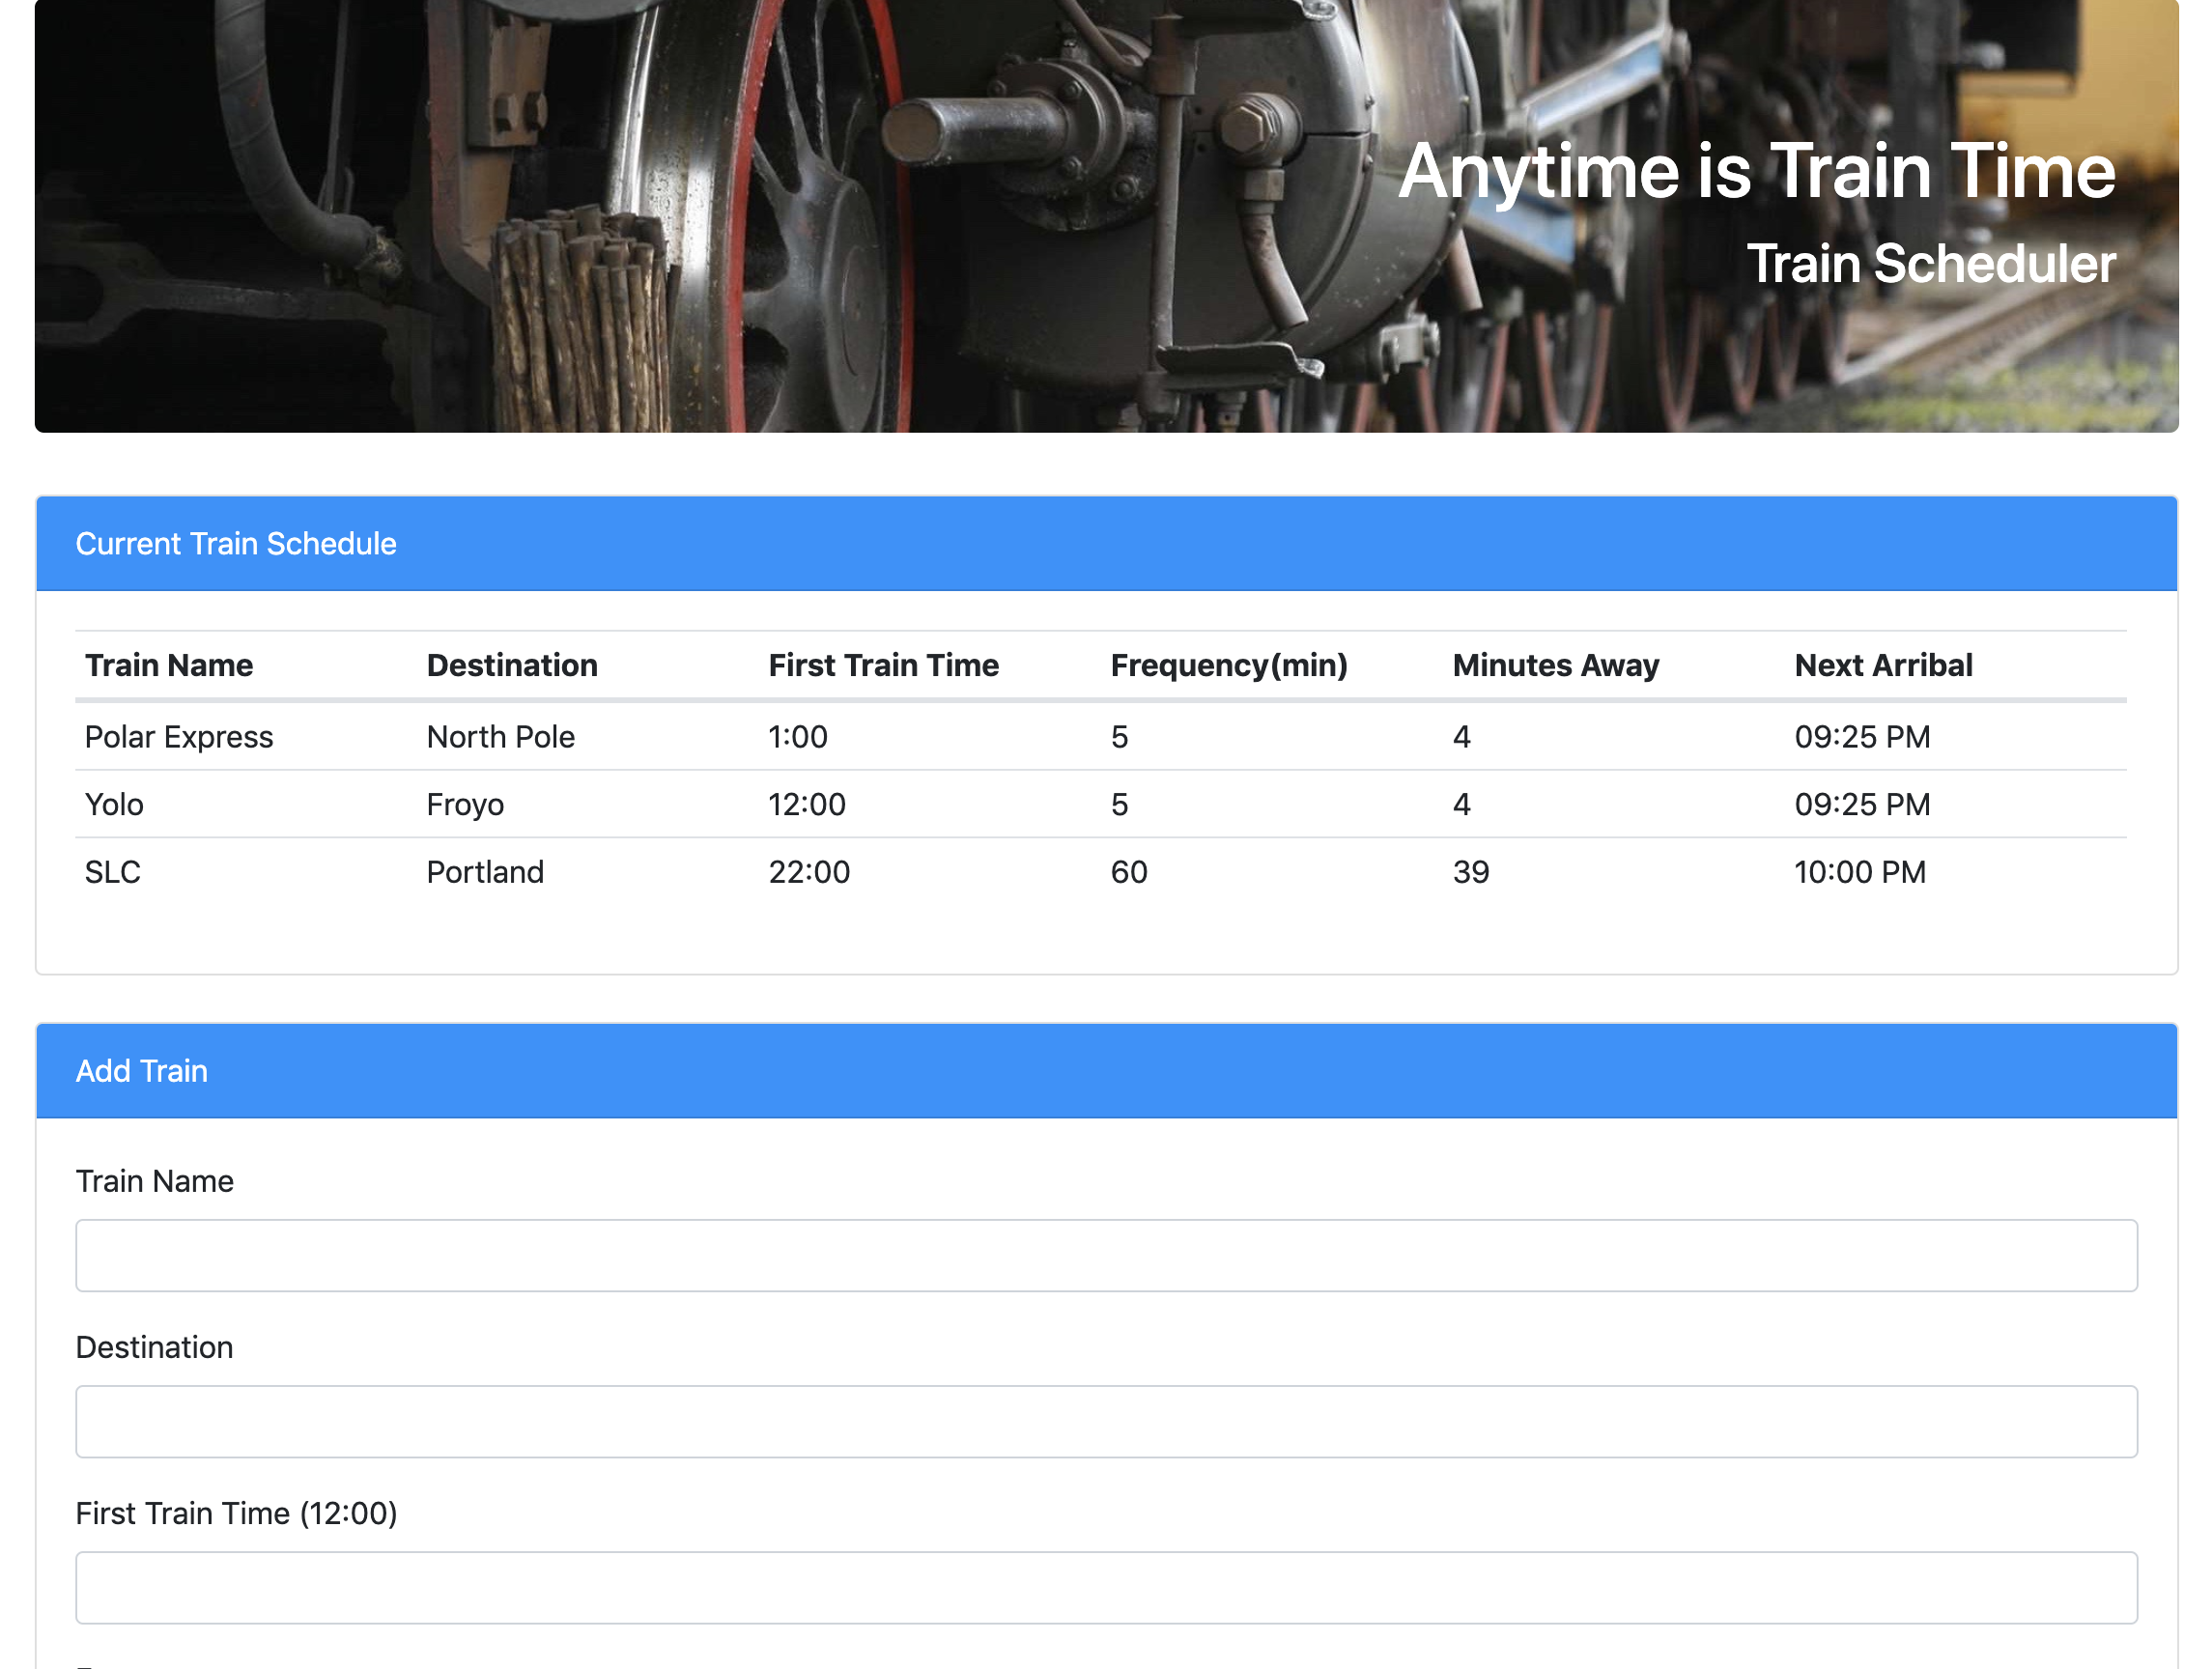 Anytime is Train Time
Train Scheduler
Current Train Schedule
Train Name Destination First Train Time Frequency(min) Minutes Away Next Arribal
Polar Express North Pole 1:00 5 4 09:25 PM
Yolo Froyo 12:00 5 4 09:25 PM
SLC Portland 22:00 60 39 10:00 PM
Add Train
Train Name
Destination
First Train Time (12:00)